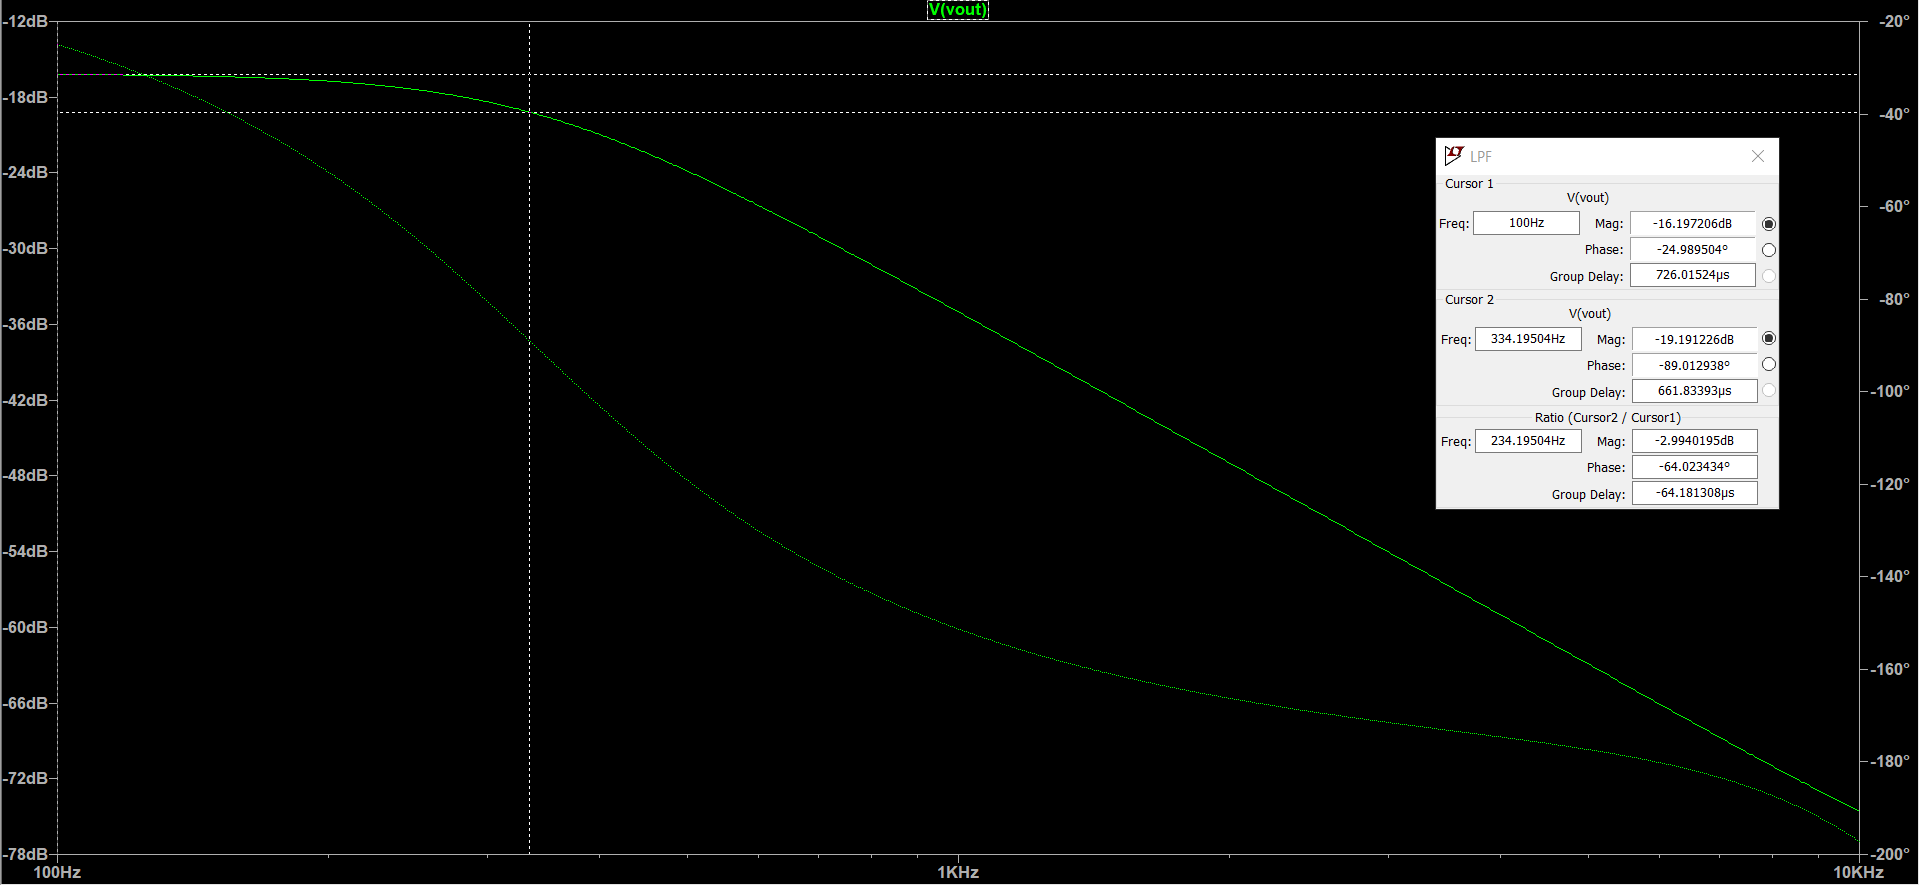 V(vout)
-12dB
-18dB
-24dB
-30dB
-36dB
-42dB
-48dB
-54dB
-60dB
-66dB
-72dB
-78dB
-20°
-40°
-60°
-80°
-100°
-120°
-140°
-160°
-180°
-200°
100Hz
1KHz
10KHz
LPF
Cursor 1
V(vout)
Freq: 100Hz Mag: -16.197206dB
Phase: -24.989504°
Group Delay: 726.01524µs
Cursor 2
V(vout)
Freq: 334.19504Hz Mag: -19.191226dB
Phase: -89.012938°
Group Delay: 661.83393µs
Ratio (Cursor2 / Cursor1)
Freq: 234.19504Hz Mag: -2.9940195dB
Phase: -64.023434°
Group Delay: -64.181308µs